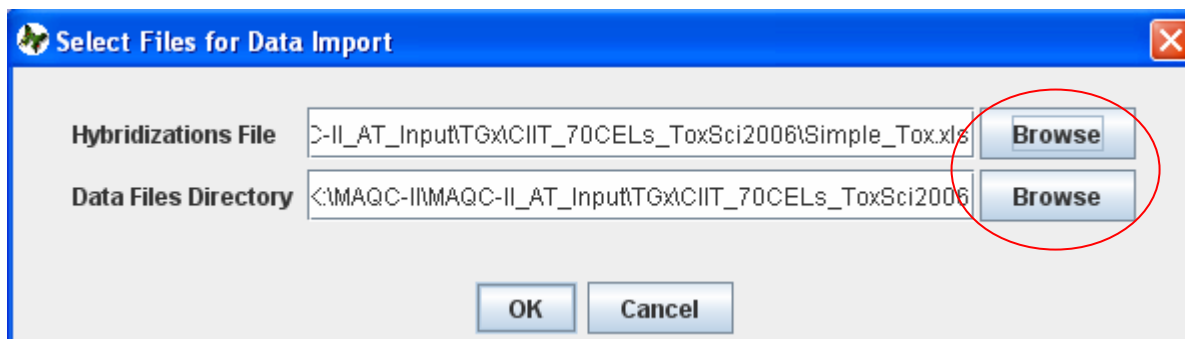 Select Files for Data Import
Hybridizations File C-II_AT_Input\TGx\CIIT_70CELs_ToxSci2006\Simple_Tox.xls Browse
Data Files Directory K:\MAQC-II\MAQC-II_AT_Input\TGx\CIIT_70CELs_ToxSci2006 Browse
OK Cancel